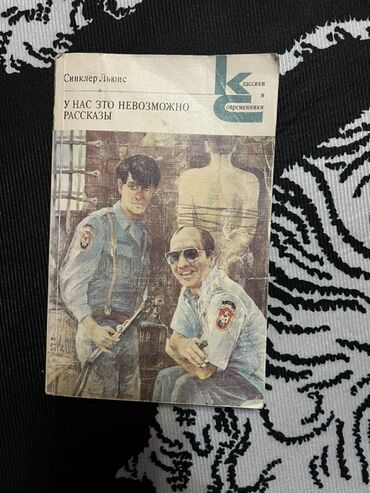 Синклер Льюис
У НАС ЭТО НЕВОЗМОЖНО
РАССКАЗЫ
Классики
и
Современники